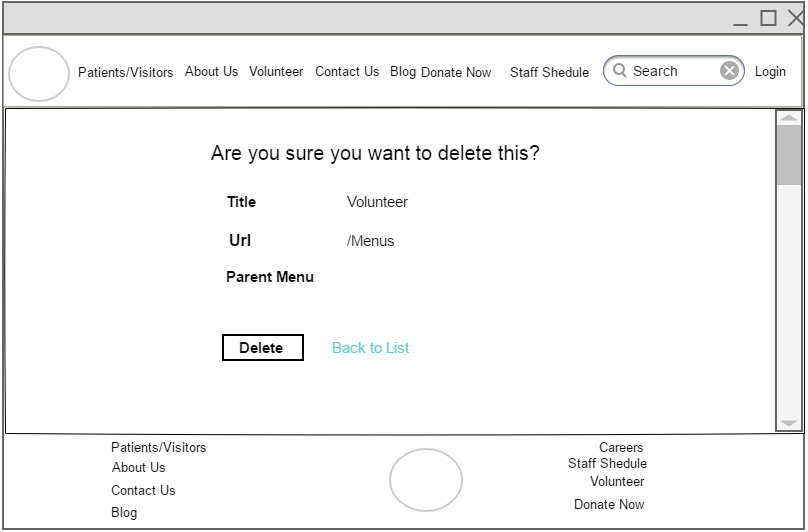 Patients/Visitors About Us Volunteer Contact Us Blog Donate Now Staff Shedule Search Login
Are you sure you want to delete this?
Title Volunteer
Url /Menus
Parent Menu
Delete Back to List
Patients/Visitors Careers
About Us Staff Shedule
Contact Us Volunteer
Blog Donate Now